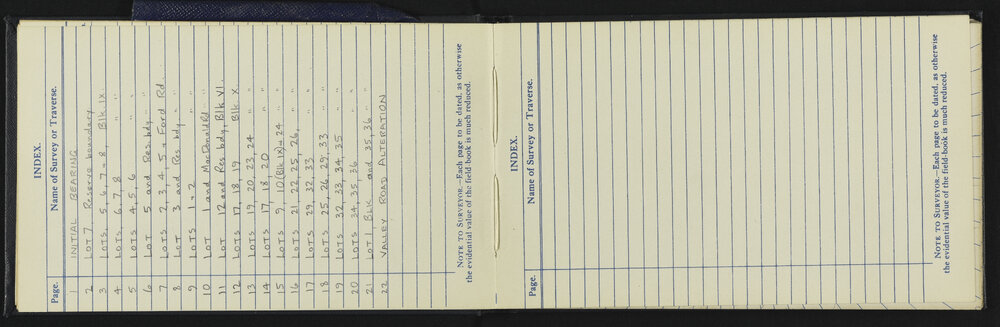 INDEX.
Page. Name of Survey or Traverse.
1 INITIAL BEARING
2 LOT 7 Reserve boundary
3 LOTS. 5, 6, 7 & 8, Blk IX.
4 LOTS, 6, 7, 8 " "
5 LOTS 4, 5, 6 " "
6 LOT 5 and Res. bdy " "
7 LOTS 2, 3, 4, 5 & Ford Rd.
8 LOT 3 and Res. bdy " "
9 LOTS 1 & 2 " "
10 LOT 1 and MacDonald Rd " "
11 LOT 12 and Res bdy, Blk VI.
12 LOTS 17, 18, 19 Blk X.
13 LOTS 19, 20, 23, 24 " "
14 LOTS 17, 18, 20 " "
15 LOTS 9, 10 (Blk IX) & 24 " "
16 LOTS 21, 22, 25, 26, " "
17 LOTS 29, 32, 33 " "
18 LOTS 25, 26, 29, 33 " "
19 LOTS 32, 33, 34, 35 " "
20 LOTS 34, 35, 36 " "
21 LOT 1, BLK and 35, 36 " "
22 VALLEY ROAD ALTERATION
NOTE TO SURVEYOR.—Each page to be dated, as otherwise
the evidential value of the field-book is much reduced.
INDEX.
Page. Name of Survey or Traverse.
NOTE TO SURVEYOR.—Each page to be dated, as otherwise
the evidential value of the field-book is much reduced.